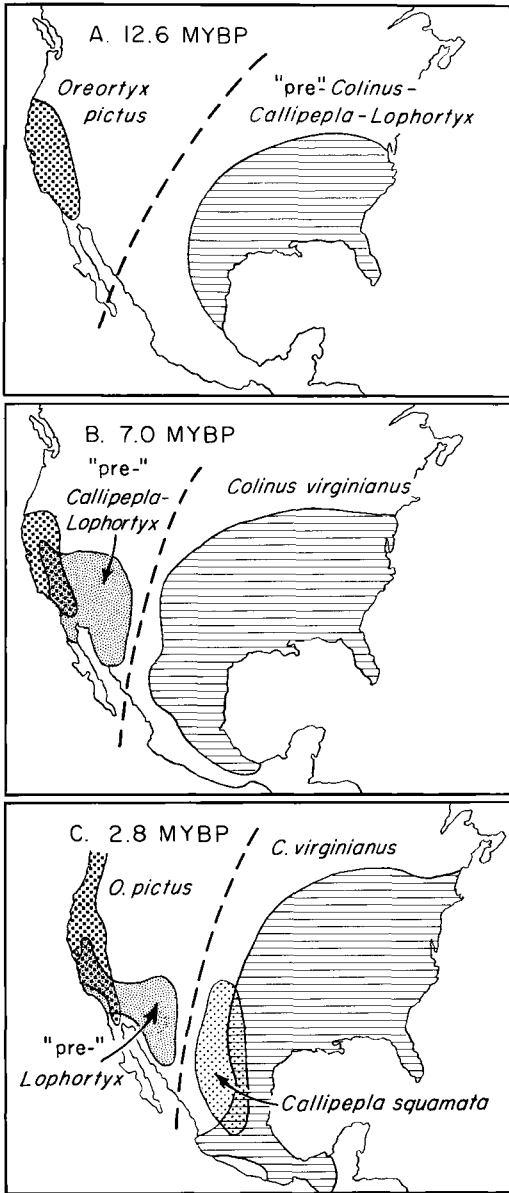 A. 12.6 MYBP
Oreortyx
pictus
"pre"-Colinus-
Callipepla-Lophortyx
B. 7.0 MYBP
"pre-"
Callipepla-
Lophortyx
Colinus virginianus
C. 2.8 MYBP
O. pictus
C. virginianus
"pre-"
Lophortyx
Callipepla squamata